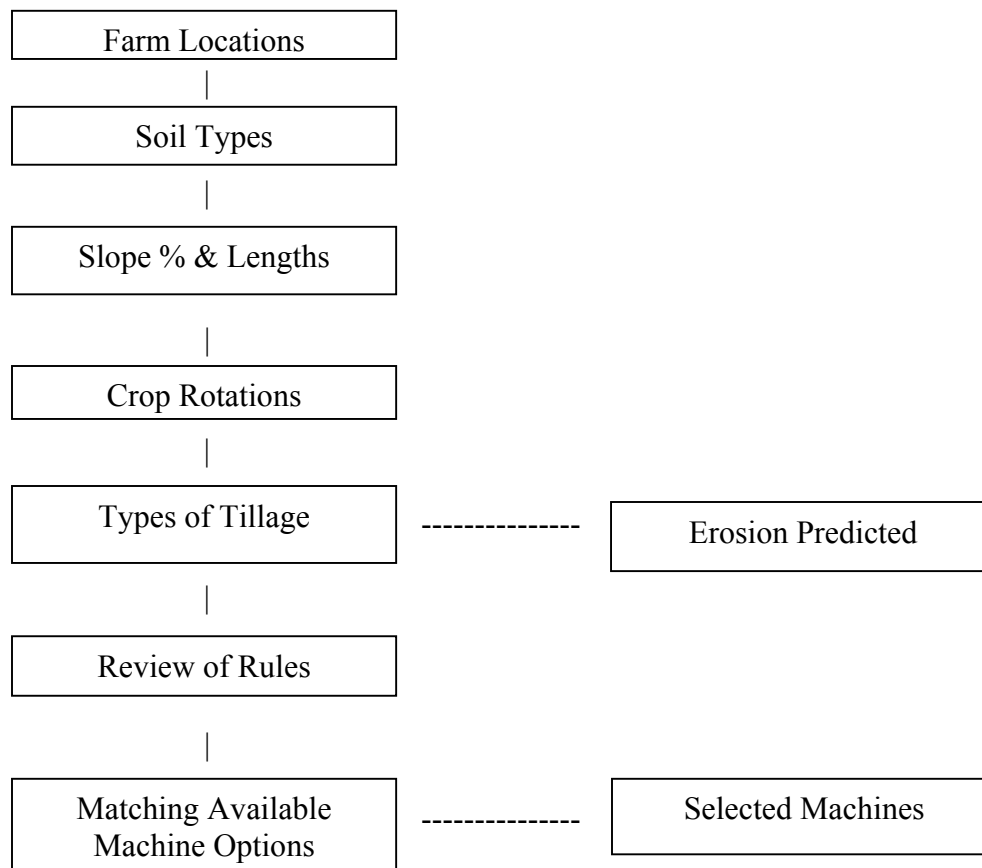 Farm Locations
Soil Types
Slope % & Lengths
Crop Rotations
Types of Tillage
Erosion Predicted
Review of Rules
Matching Available
Machine Options
Selected Machines